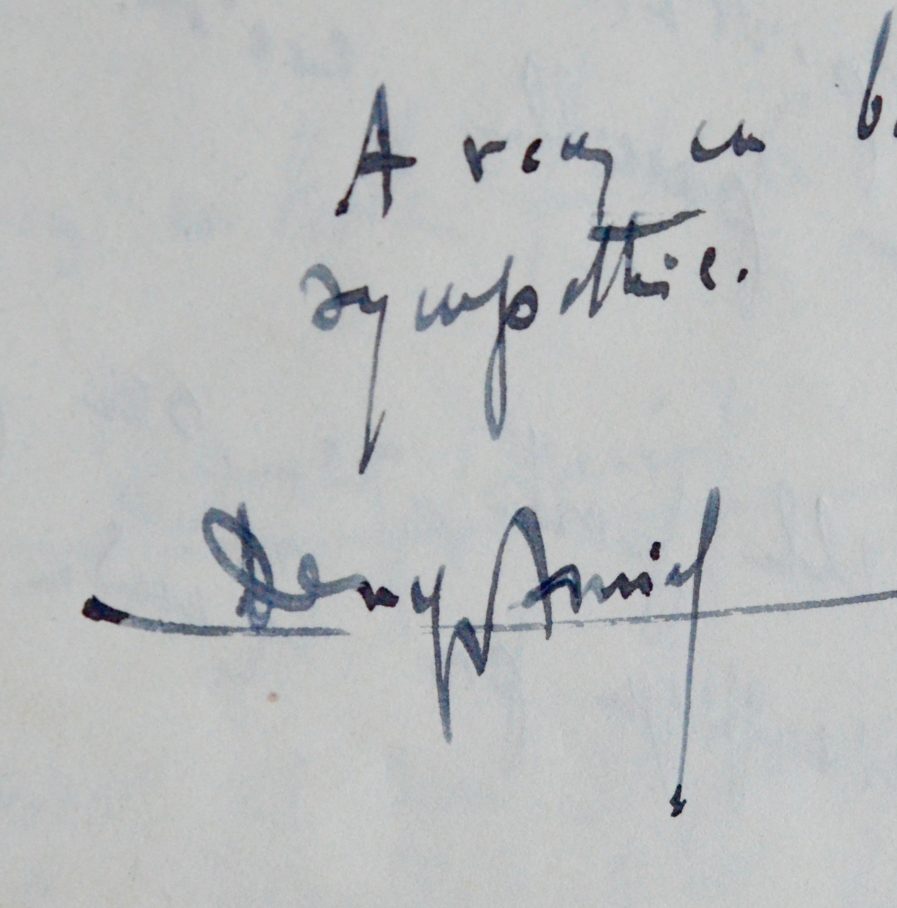 A vous en b
sympathie.
Denys Amiel